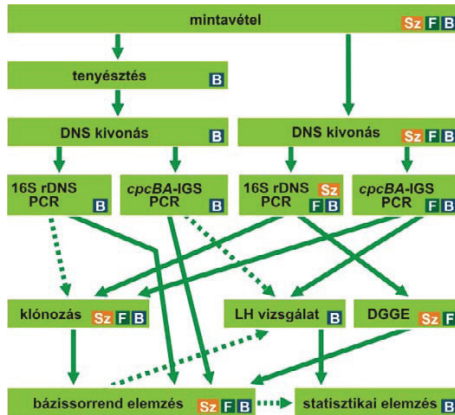 mintavétel Sz F B
tenyésztés B
DNS kivonás B
DNS kivonás Sz F B
16S rDNS PCR B
cpcBA-IGS PCR B
16S rDNS PCR Sz F B
cpcBA-IGS PCR F B
klónozás Sz F B
LH vizsgálat B
DGGE Sz F
bázissorrend elemzés Sz F B
statisztikai elemzés B